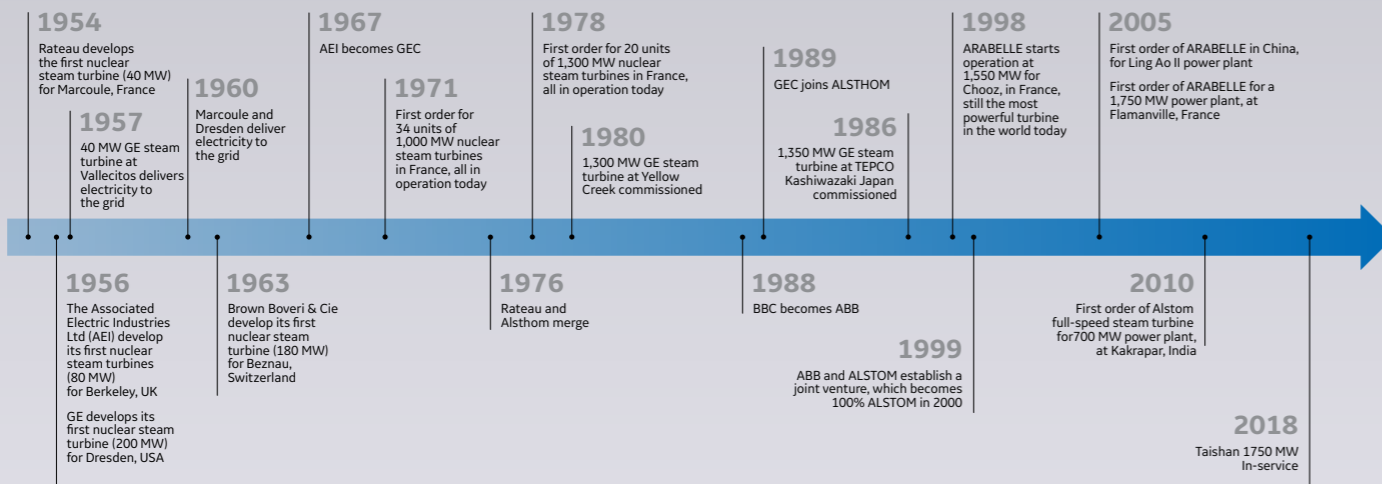 1954
Rateau develops
the first nuclear
steam turbine (40 MW)
for Marcoule, France
1957
40 MW GE steam
turbine at
Vallecitos delivers
electricity to
the grid
1960
Marcoule and
Dresden deliver
electricity to
the grid
1967
AEI becomes GEC
1971
First order for
34 units of
1,000 MW nuclear
steam turbines
in France, all in
operation today
1978
First order for 20 units
of 1,300 MW nuclear
steam turbines in France,
all in operation today
1980
1,300 MW GE steam
turbine at Yellow
Creek commissioned
1989
GEC joins ALSTHOM
1986
1,350 MW GE steam
turbine at TEPCO
Kashiwazaki Japan
commissioned
1998
ARABELLE starts
operation at
1,550 MW for
Chooz, in France,
still the most
powerful turbine
in the world today
2005
First order of ARABELLE in China,
for Ling Ao II power plant
First order of ARABELLE for a
1,750 MW power plant, at
Flamanville, France
1956
The Associated
Electric Industries
Ltd (AEI) develop
its first nuclear
steam turbines
(80 MW)
for Berkeley, UK
GE develops its
first nuclear steam
turbine (200 MW)
for Dresden, USA
1963
Brown Boveri & Cie
develop its first
nuclear steam
turbine (180 MW)
for Beznau,
Switzerland
1976
Rateau and
Alsthom merge
1988
BBC becomes ABB
1999
ABB and ALSTOM establish a
joint venture, which becomes
100% ALSTOM in 2000
2010
First order of Alstom
full-speed steam turbine
for700 MW power plant,
at Kakrapar, India
2018
Taishan 1750 MW
In-service